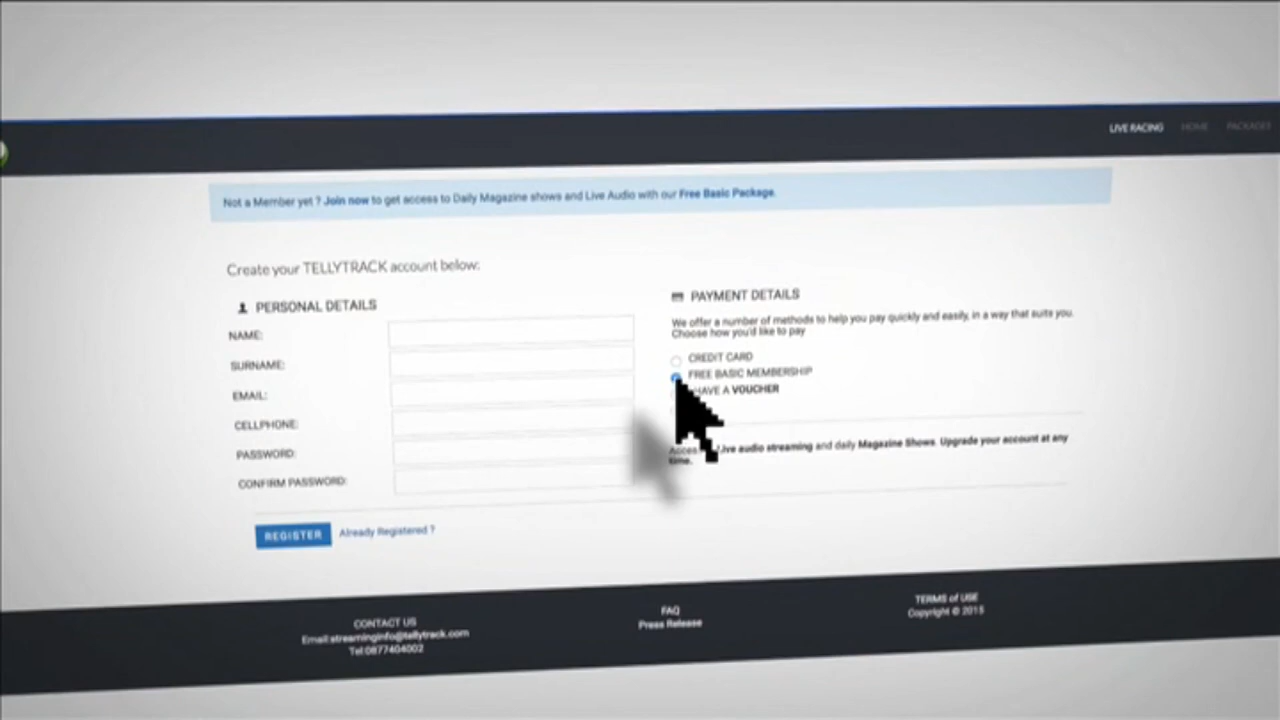 LIVE RACING HOME PACKAGES
Not a Member yet ? Join now to get access to Daily Magazine shows and Live Audio with our Free Basic Package.
Create your TELLYTRACK account below:
PERSONAL DETAILS
NAME:
SURNAME:
EMAIL:
CELLPHONE:
PASSWORD:
CONFIRM PASSWORD:
REGISTER Already Registered ?
PAYMENT DETAILS
We offer a number of methods to help you pay quickly and easily, in a way that suits you.
Choose how you'd like to pay
CREDIT CARD
FREE BASIC MEMBERSHIP
HAVE A VOUCHER
Live audio streaming and daily Magazine Shows. Upgrade your account at any
time.
CONTACT US
Email:streaminginfo@tellytrack.com
Tel:0877404002
FAQ
Press Release
TERMS of USE
Copyright © 2015